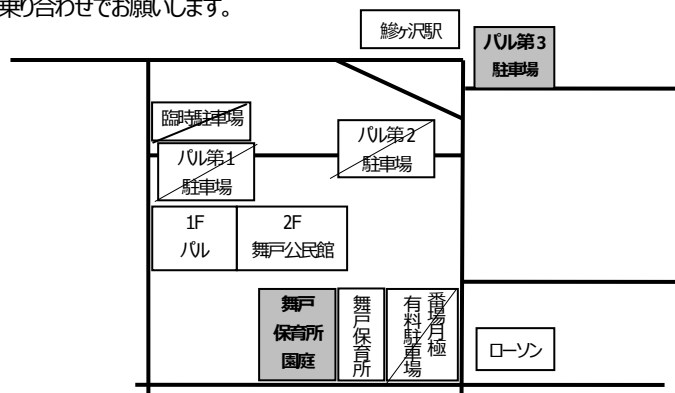 乗り合わせでお願いします。
鰺ヶ沢駅
パル第3
駐車場
臨時駐車場
パル第1
駐車場
パル第2
駐車場
1F
パル
2F
舞戸公民館
舞戸
保育所
園庭
舞戸保育所
番場月極
有料駐車場
ローソン